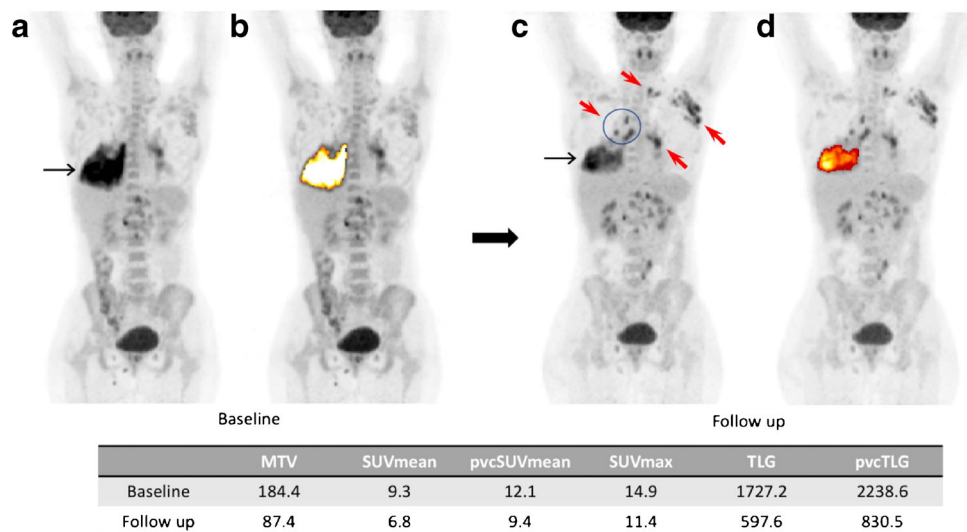 a b c d
Baseline Follow up
MTV SUVmean pvcSUVmean SUVmax TLG pvcTLG
Baseline 184.4 9.3 12.1 14.9 1727.2 2238.6
Follow up 87.4 6.8 9.4 11.4 597.6 830.5